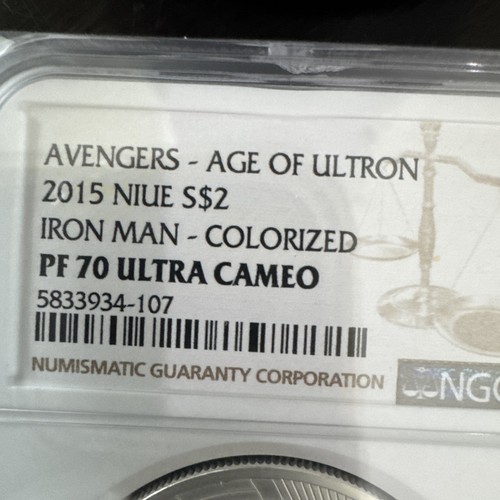 AVENGERS - AGE OF ULTRON
2015 NIUE S$2
IRON MAN - COLORIZED
PF 70 ULTRA CAMEO
5833934-107
NUMISMATIC GUARANTY CORPORATION
NGC